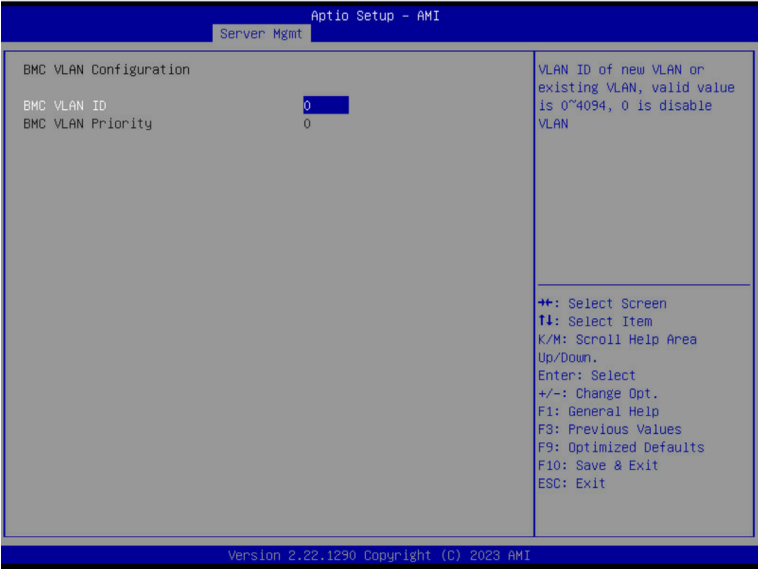 Aptio Setup – AMI
Server Mgmt
BMC VLAN Configuration
BMC VLAN ID 0
BMC VLAN Priority 0
VLAN ID of new VLAN or
existing VLAN, valid value
is 0~4094, 0 is disable
VLAN
→←: Select Screen
↑↓: Select Item
K/M: Scroll Help Area
Up/Down.
Enter: Select
+/-: Change Opt.
F1: General Help
F3: Previous Values
F9: Optimized Defaults
F10: Save & Exit
ESC: Exit
Version 2.22.1290 Copyright (C) 2023 AMI